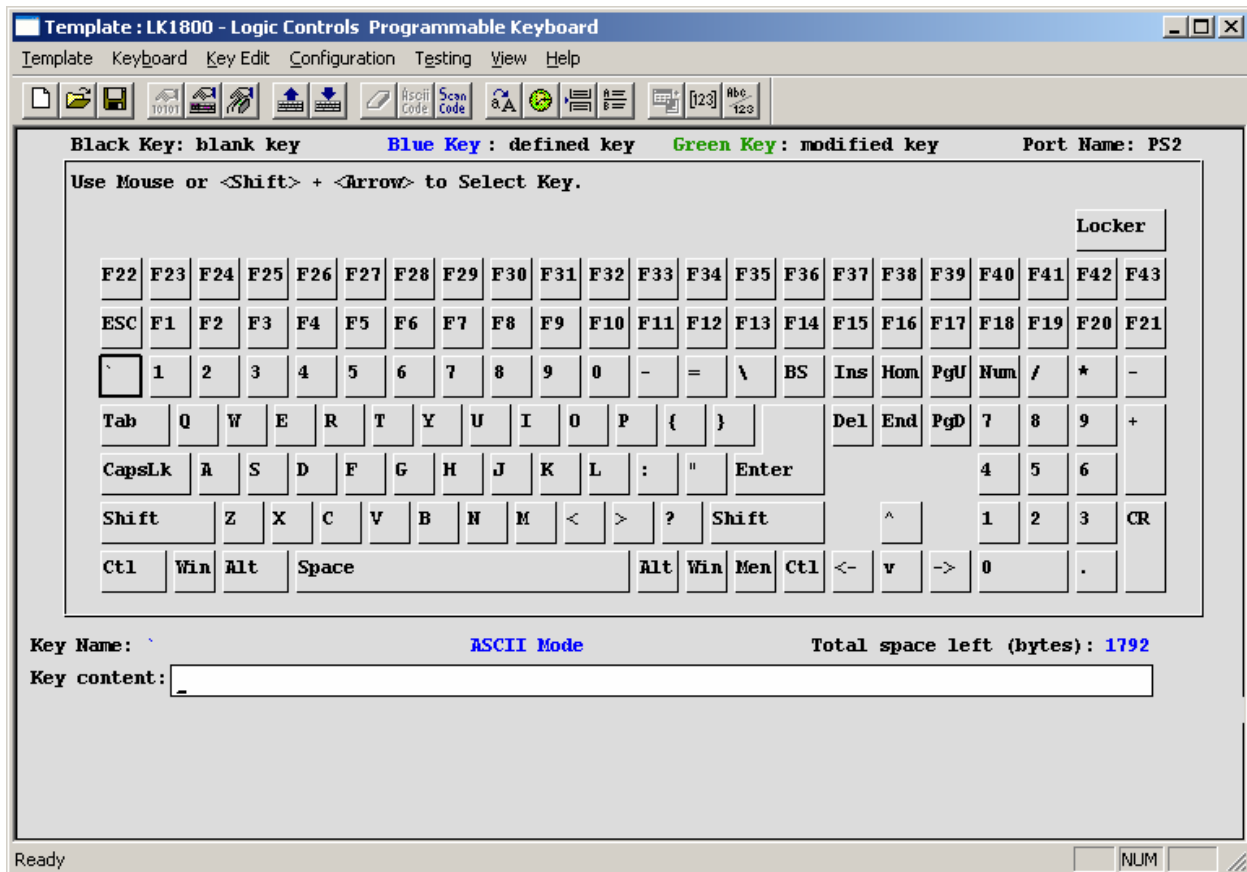 Template : LK1800 - Logic Controls Programmable Keyboard
Template Keyboard Key Edit Configuration Testing View Help
10101 Ascii Code Scan Code aA A B [123] Abc.. 123
Black Key: blank key Blue Key : defined key Green Key : modified key Port Name: PS2
Use Mouse or <Shift> + <Arrow> to Select Key.
Locker
F22 F23 F24 F25 F26 F27 F28 F29 F30 F31 F32 F33 F34 F35 F36 F37 F38 F39 F40 F41 F42 F43
ESC F1 F2 F3 F4 F5 F6 F7 F8 F9 F10 F11 F12 F13 F14 F15 F16 F17 F18 F19 F20 F21
` 1 2 3 4 5 6 7 8 9 0 - = \ BS Ins Hom PgU Num / * -
Tab Q W E R T Y U I O P { } Del End PgD 7 8 9 +
CapsLk A S D F G H J K L : " Enter 4 5 6
Shift Z X C V B N M < > ? Shift ^ 1 2 3 CR
Ctl Win Alt Space Alt Win Men Ctl <- v -> 0 .
Key Name: ` ASCII Mode Total space left (bytes) : 1792
Key content: _
Ready NUM